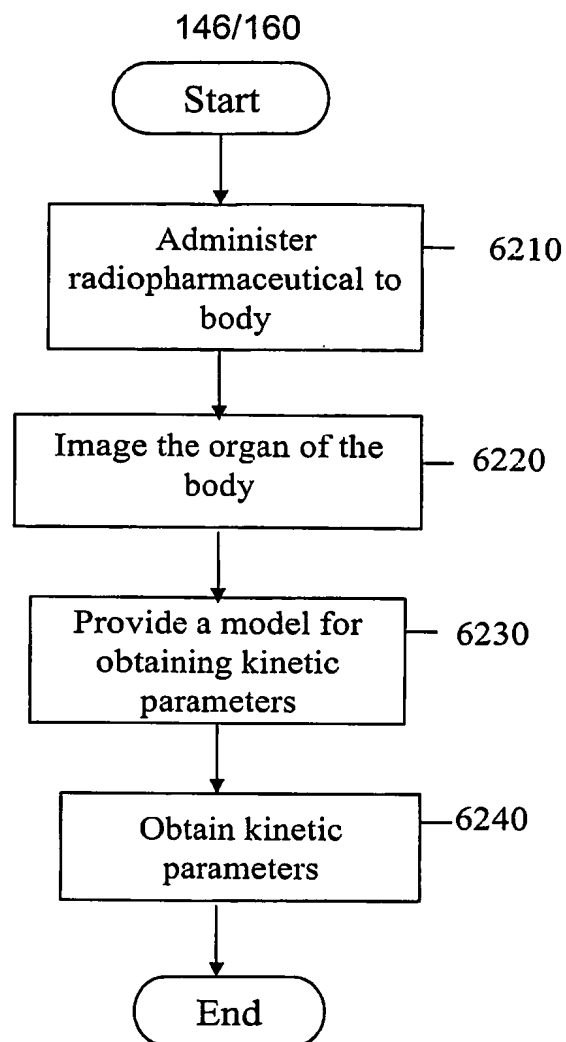 146/160
Start
Administer
radiopharmaceutical to
body
6210
Image the organ of the
body
6220
Provide a model for
obtaining kinetic
parameters
6230
Obtain kinetic
parameters
6240
End